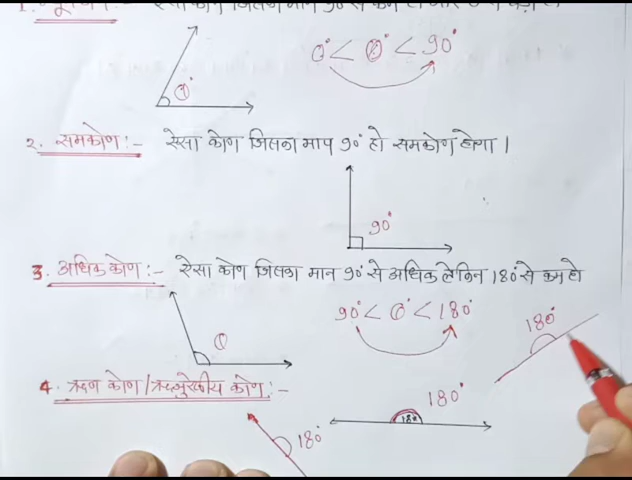 0° < θ° < 90°
θ°
2. समकोण :- ऐसा कोण जिसका माप 90° हो समकोण होगा ।
90°
3. अधिक कोण :- ऐसा कोण जिसका मान 90° से अधिक लेकिन 180° से कम हो
90° < θ° < 180°
θ
180°
4. ऋजु कोण / ऋजुरेखीय कोण :-
180°
180
180°